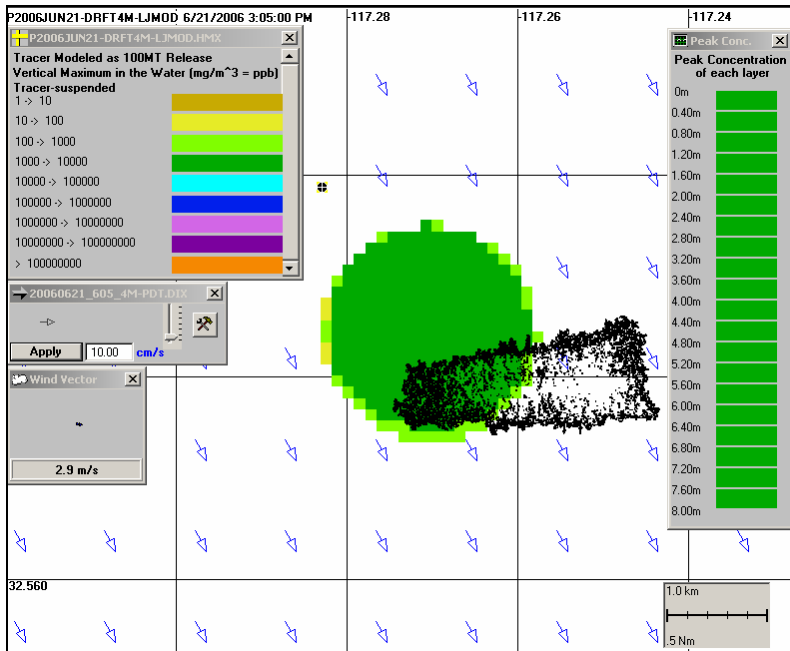 P2006JUN21-DRFT4M-LJMOD 6/21/2006 3:05:00 PM
-117.28
-117.26
-117.24
P2006JUN21-DRFT4M-LJMOD.HMX
Tracer Modeled as 100MT Release
Vertical Maximum in the Water (mg/m^3 = ppb)
Tracer-suspended
1 -> 10
10 -> 100
100 -> 1000
1000 -> 10000
10000 -> 100000
100000 -> 1000000
1000000 -> 10000000
10000000 -> 100000000
> 100000000
20060621_605_4M-PDT.DIX
Apply 10.00 cm/s
Wind Vector
2.9 m/s
Peak Conc.
Peak Concentration
of each layer
0m
0.40m
0.80m
1.20m
1.60m
2.00m
2.40m
2.80m
3.20m
3.60m
4.00m
4.40m
4.80m
5.20m
5.60m
6.00m
6.40m
6.80m
7.20m
7.60m
8.00m
32.560
1.0 km
.5 Nm